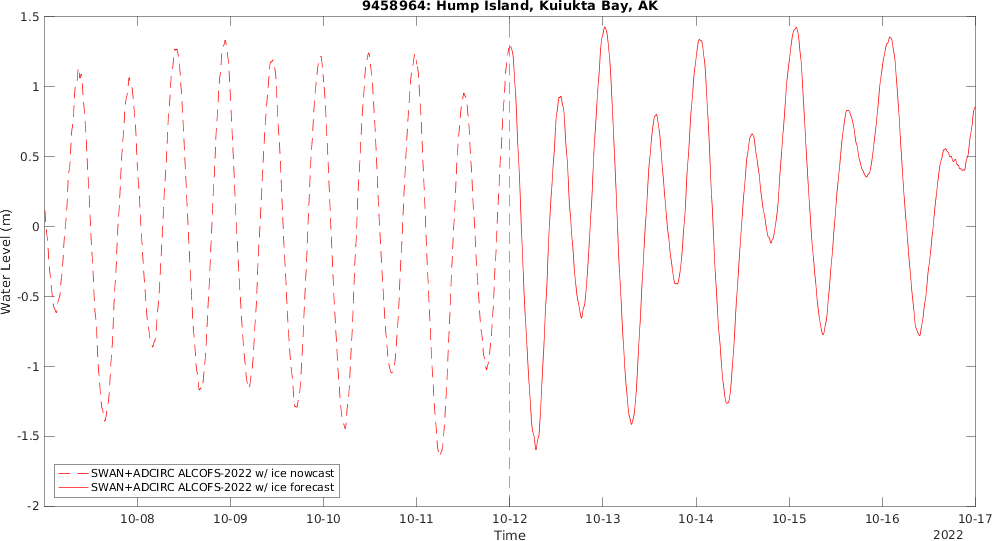 9458964: Hump Island, Kuiukta Bay, AK
1.5
1
0.5
0
-0.5
-1
-1.5
-2
Water Level (m)
SWAN+ADCIRC ALCOFS-2022 w/ ice nowcast
SWAN+ADCIRC ALCOFS-2022 w/ ice forecast
10-08 10-09 10-10 10-11 10-12 10-13 10-14 10-15 10-16 10-17
Time
2022